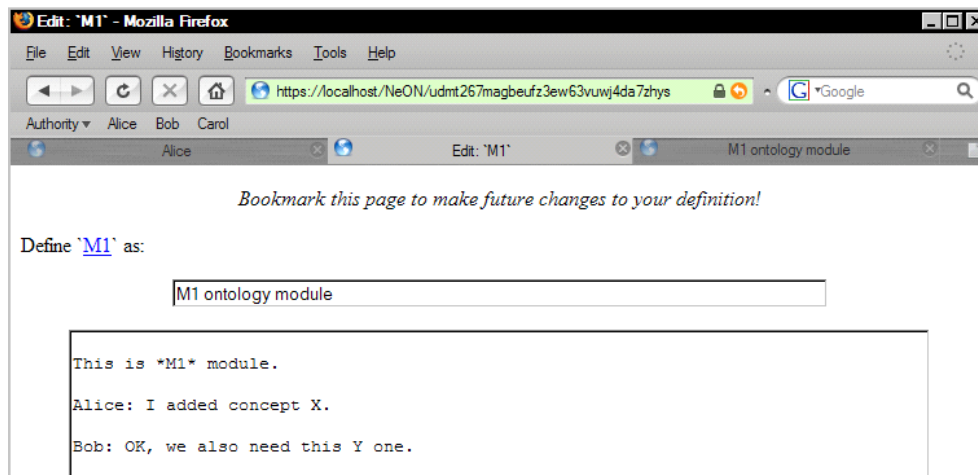 Edit: `M1` - Mozilla Firefox
File Edit View History Bookmarks Tools Help
https://localhost/NeON/udmt267magbeufz3ew63vuwj4da7zhys G Google
Authority Alice Bob Carol
Alice Edit: `M1` M1 ontology module
Bookmark this page to make future changes to your definition!
Define `M1` as:
M1 ontology module
This is *M1* module.
Alice: I added concept X.
Bob: OK, we also need this Y one.